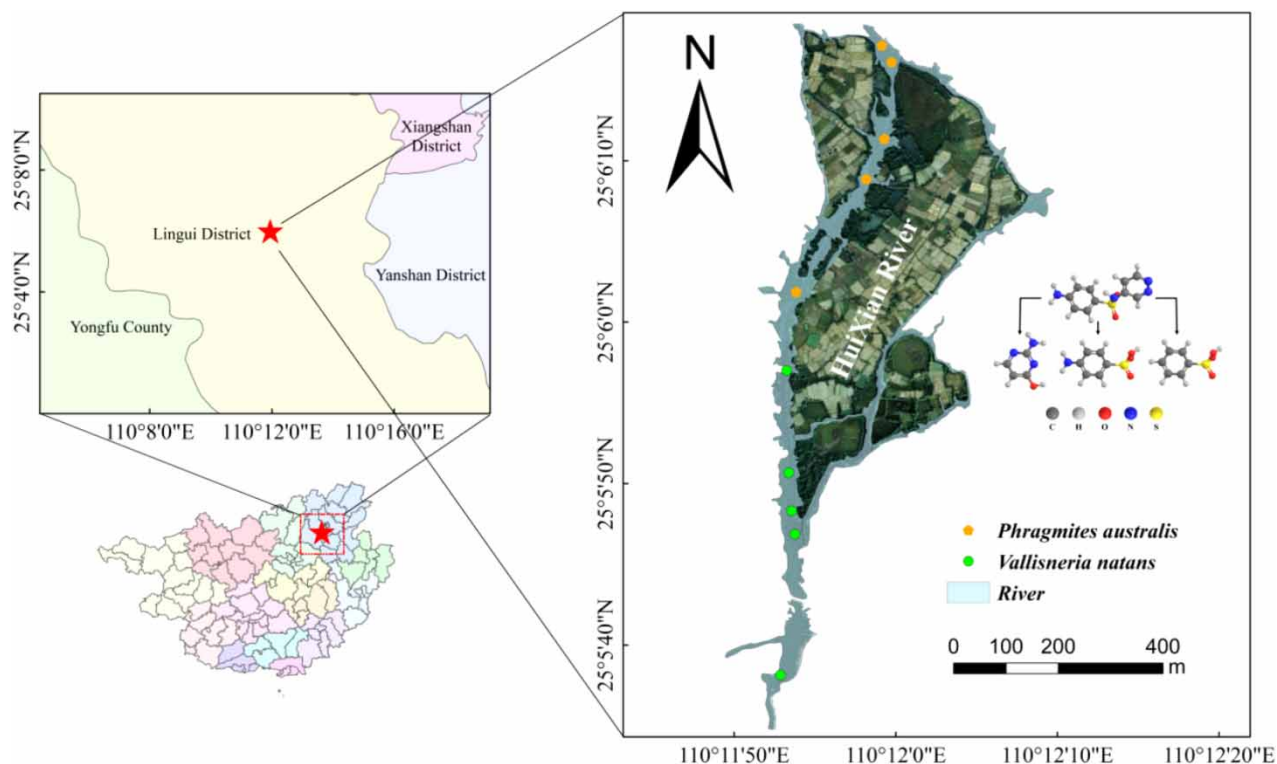 25°8'0"N
25°4'0"N
Xiangshan
District
Lingui District
Yanshan District
Yongfu County
110°8'0"E
110°12'0"E
110°16'0"E
N
25°6'10"N
25°6'0"N
25°5'50"N
25°5'40"N
HuiXian River
C
H
O
N
S
Phragmites australis
Vallisneria natans
River
0 100 200 400
m
110°11'50"E
110°12'0"E
110°12'10"E
110°12'20"E